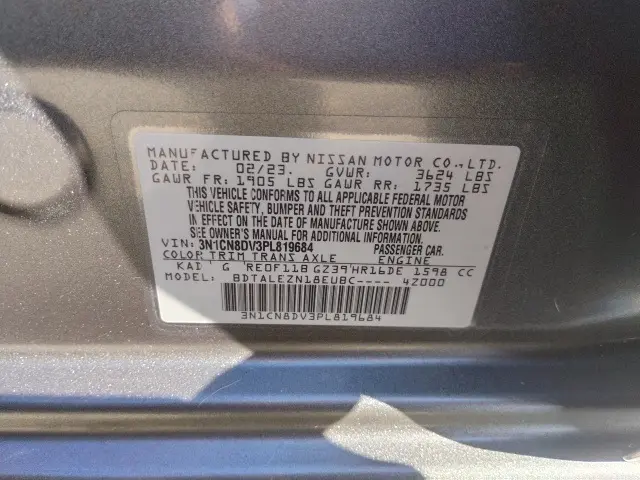 MANUFACTURED BY NISSAN MOTOR CO.,LTD.
DATE: 02/23. GVWR: 3624 LBS
GAWR FR: 1905 LBS GAWR RR: 1735 LBS
THIS VEHICLE CONFORMS TO ALL APPLICABLE FEDERAL MOTOR
VEHICLE SAFETY, BUMPER AND THEFT PREVENTION STANDARDS
IN EFFECT ON THE DATE OF MANUFACTURE SHOWN ABOVE.
SEE OWNER'S MANUAL FOR ADDITIONAL INFORMATION.
VIN: 3N1CN8DV3PL819684 PASSENGER CAR.
COLOR TRIM TRANS AXLE ENGINE
KAD G RE0F11B GZ39 HR16DE 1598 CC
MODEL: BDTALEZN18EUBC---- 42000
3N1CN8DV3PL819684